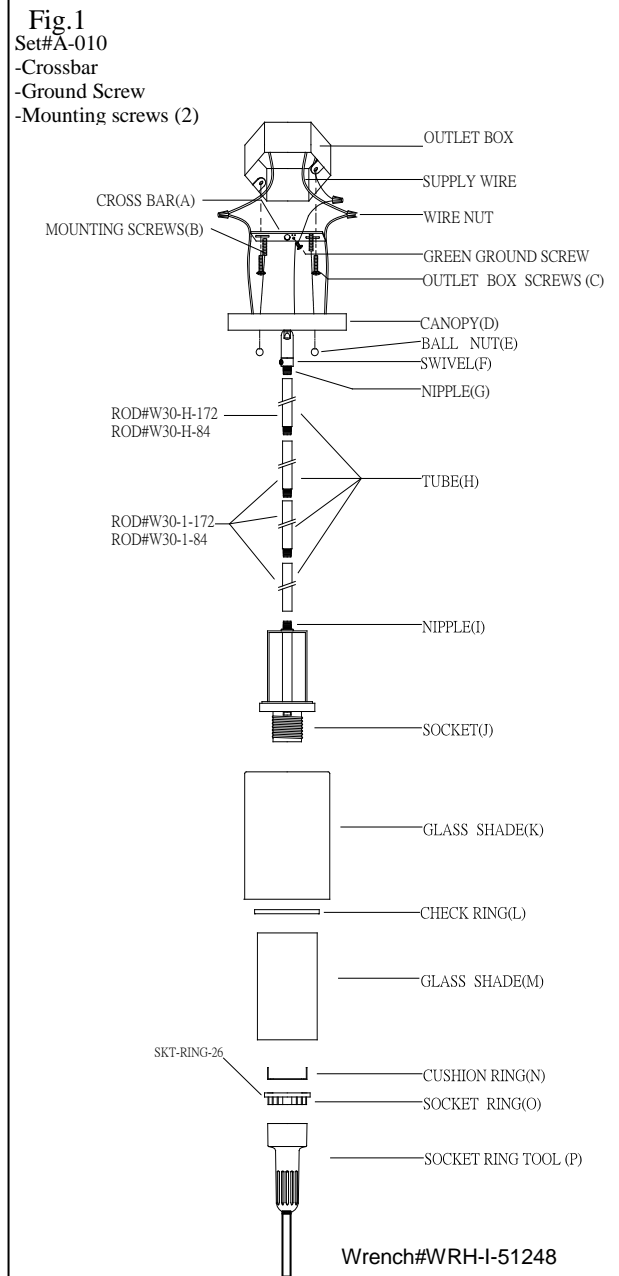 Fig.1
Set#A-010
-Crossbar
-Ground Screw
-Mounting screws (2)
OUTLET BOX
SUPPLY WIRE
CROSS BAR(A)
WIRE NUT
MOUNTING SCREWS(B)
GREEN GROUND SCREW
OUTLET BOX SCREWS (C)
CANOPY(D)
BALL NUT(E)
SWIVEL(F)
NIPPLE(G)
ROD#W30-H-172
ROD#W30-H-84
TUBE(H)
ROD#W30-1-172
ROD#W30-1-84
NIPPLE(I)
SOCKET(J)
GLASS SHADE(K)
CHECK RING(L)
GLASS SHADE(M)
SKT-RING-26
CUSHION RING(N)
SOCKET RING(O)
SOCKET RING TOOL (P)
Wrench#WRH-I-51248